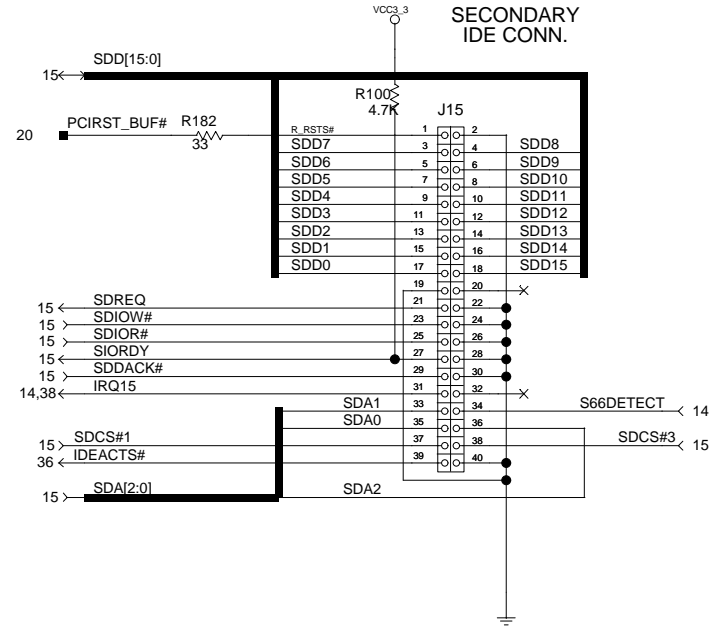 VCC3_3
SECONDARY
IDE CONN.
SDD[15:0]
15
R100
4.7K
J15
20
PCIRST_BUF#
R182
33
R_RSTS# 1 2
SDD7 3 4 SDD8
SDD6 5 6 SDD9
SDD5 7 8 SDD10
SDD4 9 10 SDD11
SDD3 11 12 SDD12
SDD2 13 14 SDD13
SDD1 15 16 SDD14
SDD0 17 18 SDD15
19 20
15 SDREQ 21 22
15 SDIOW# 23 24
15 SDIOR# 25 26
15 SIORDY 27 28
15 SDDACK# 29 30
14,38 IRQ15 31 32
SDA1 33 34 S66DETECT 14
SDA0 35 36
15 SDCS#1 37 38 SDCS#3 15
36 IDEACTS# 39 40
15 SDA[2:0] SDA2